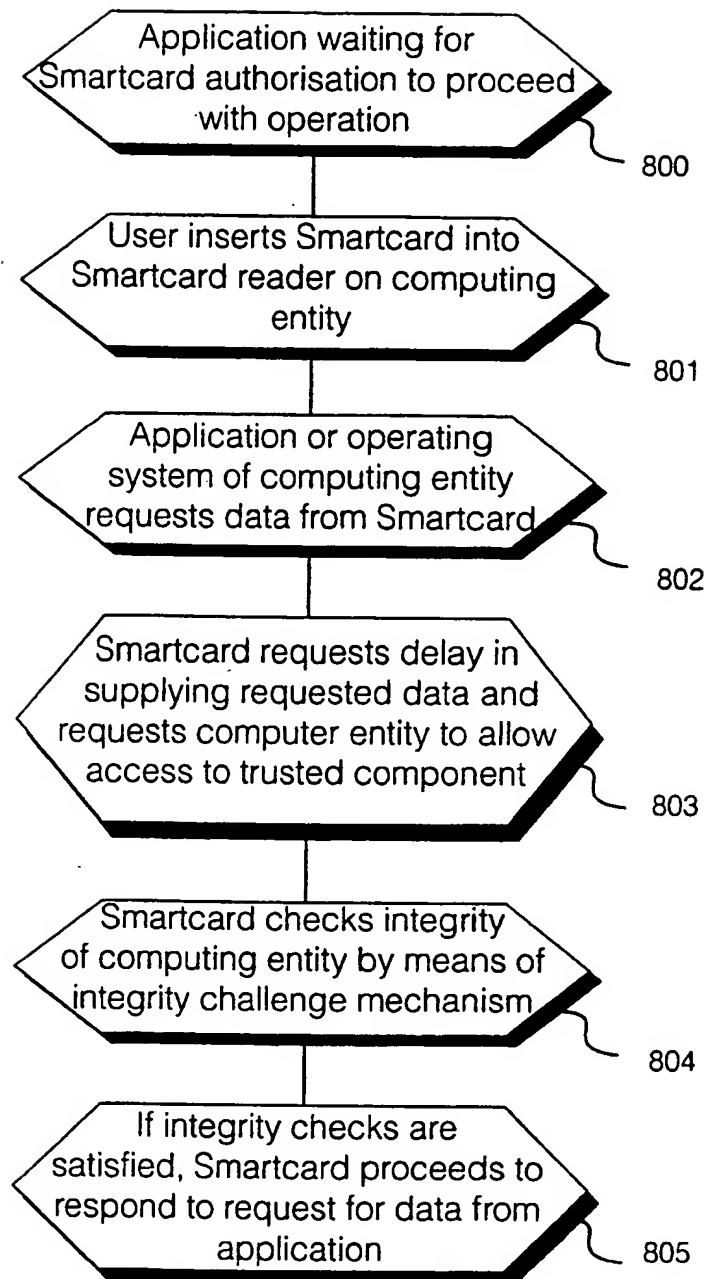 Application waiting for
Smartcard authorisation to proceed
with operation
800
User inserts Smartcard into
Smartcard reader on computing
entity
801
Application or operating
system of computing entity
requests data from Smartcard
802
Smartcard requests delay in
supplying requested data and
requests computer entity to allow
access to trusted component
803
Smartcard checks integrity
of computing entity by means of
integrity challenge mechanism
804
If integrity checks are
satisfied, Smartcard proceeds to
respond to request for data from
application
805